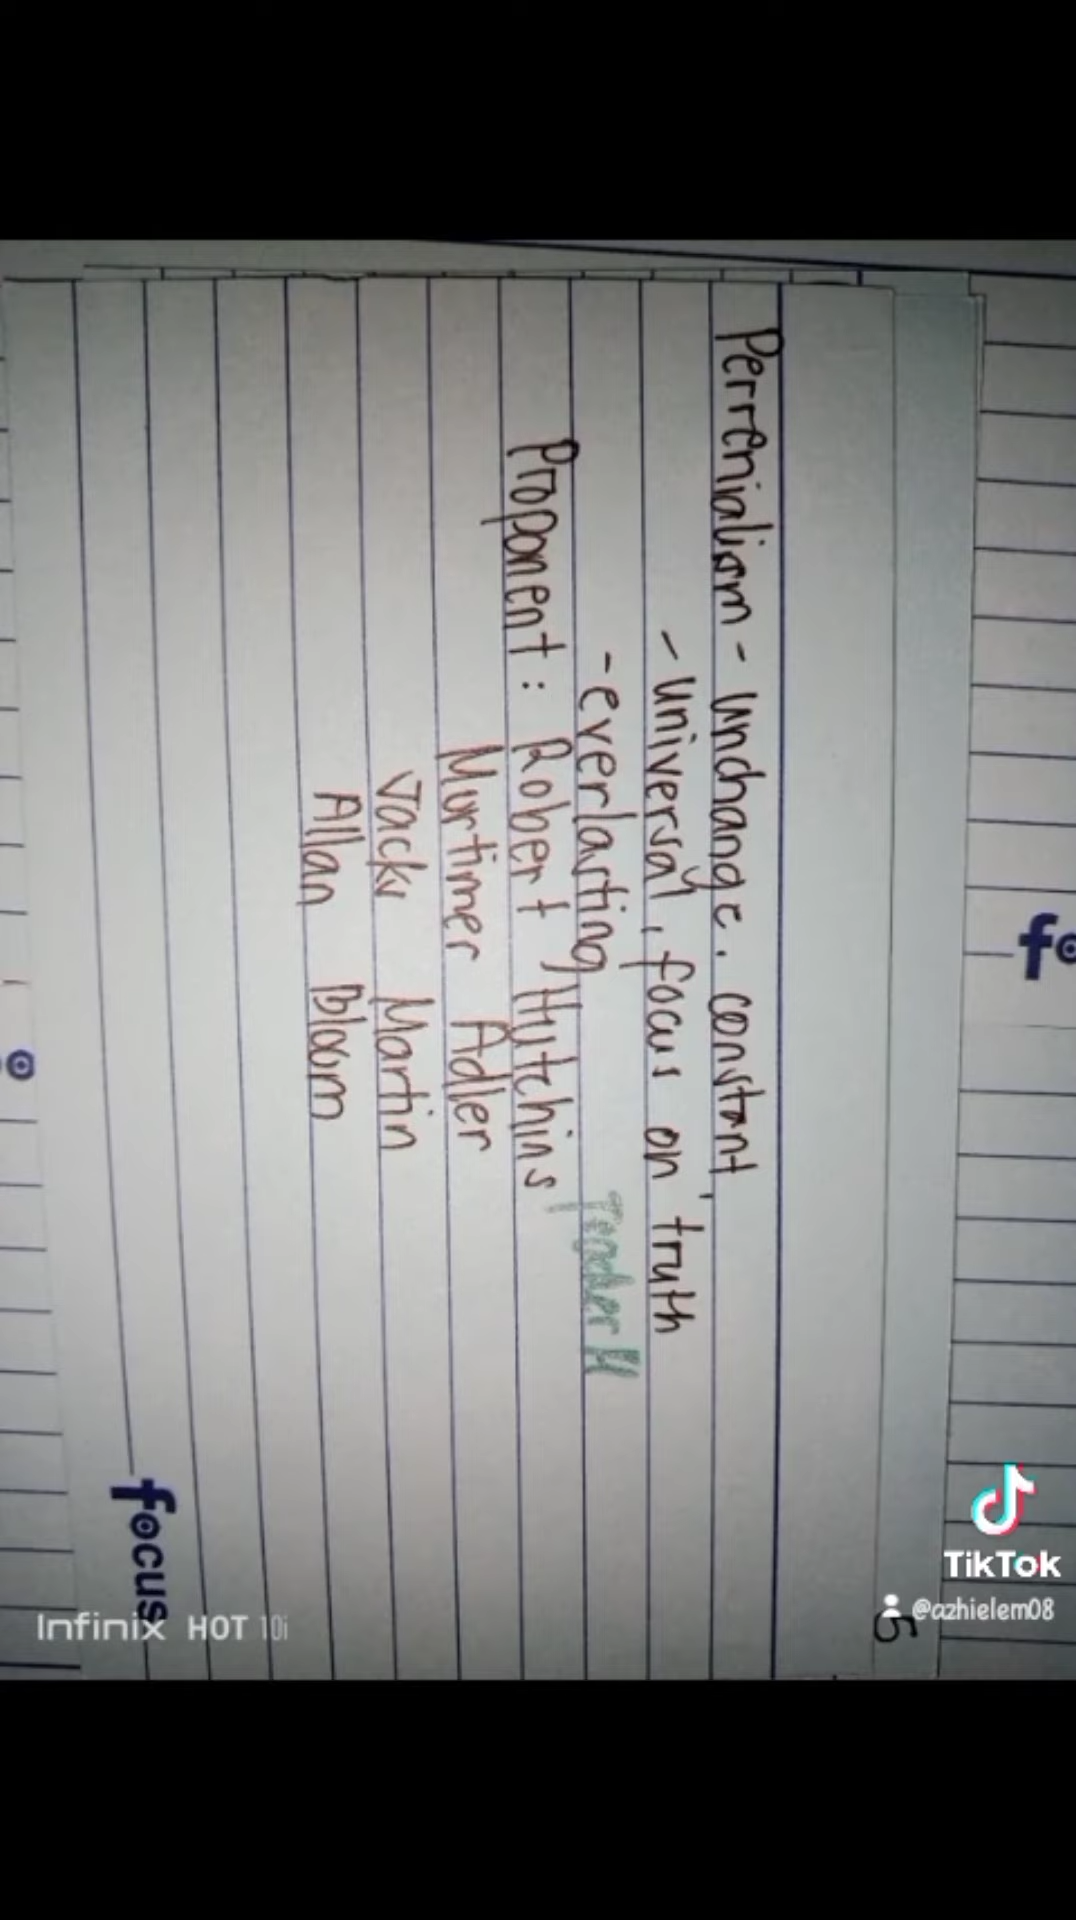 5
Perrenialism - unchange. constant,
- universal, focus on truth
- everlasting
Proponent: Robert Hutchins
Murtimer Adler
Jacks Martin
Allan Bloom
focus
Infinix HOT 10i
TikTok
@azhielem08